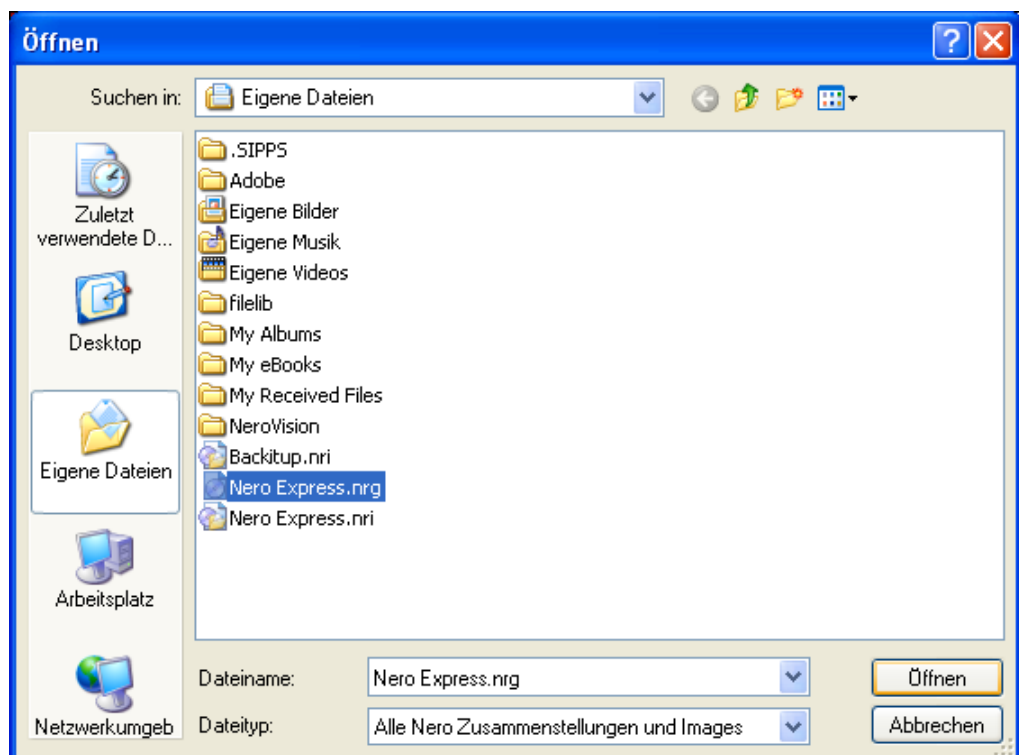 Öffnen
Suchen in:
Eigene Dateien
Zuletzt
verwendete D...
Desktop
Eigene Dateien
Arbeitsplatz
Netzwerkumgeb
.SIPPS
Adobe
Eigene Bilder
Eigene Musik
Eigene Videos
filelib
My Albums
My eBooks
My Received Files
NeroVision
Backitup.nri
Nero Express.nrg
Nero Express.nri
Dateiname:
Nero Express.nrg
Öffnen
Dateityp:
Alle Nero Zusammenstellungen und Images
Abbrechen